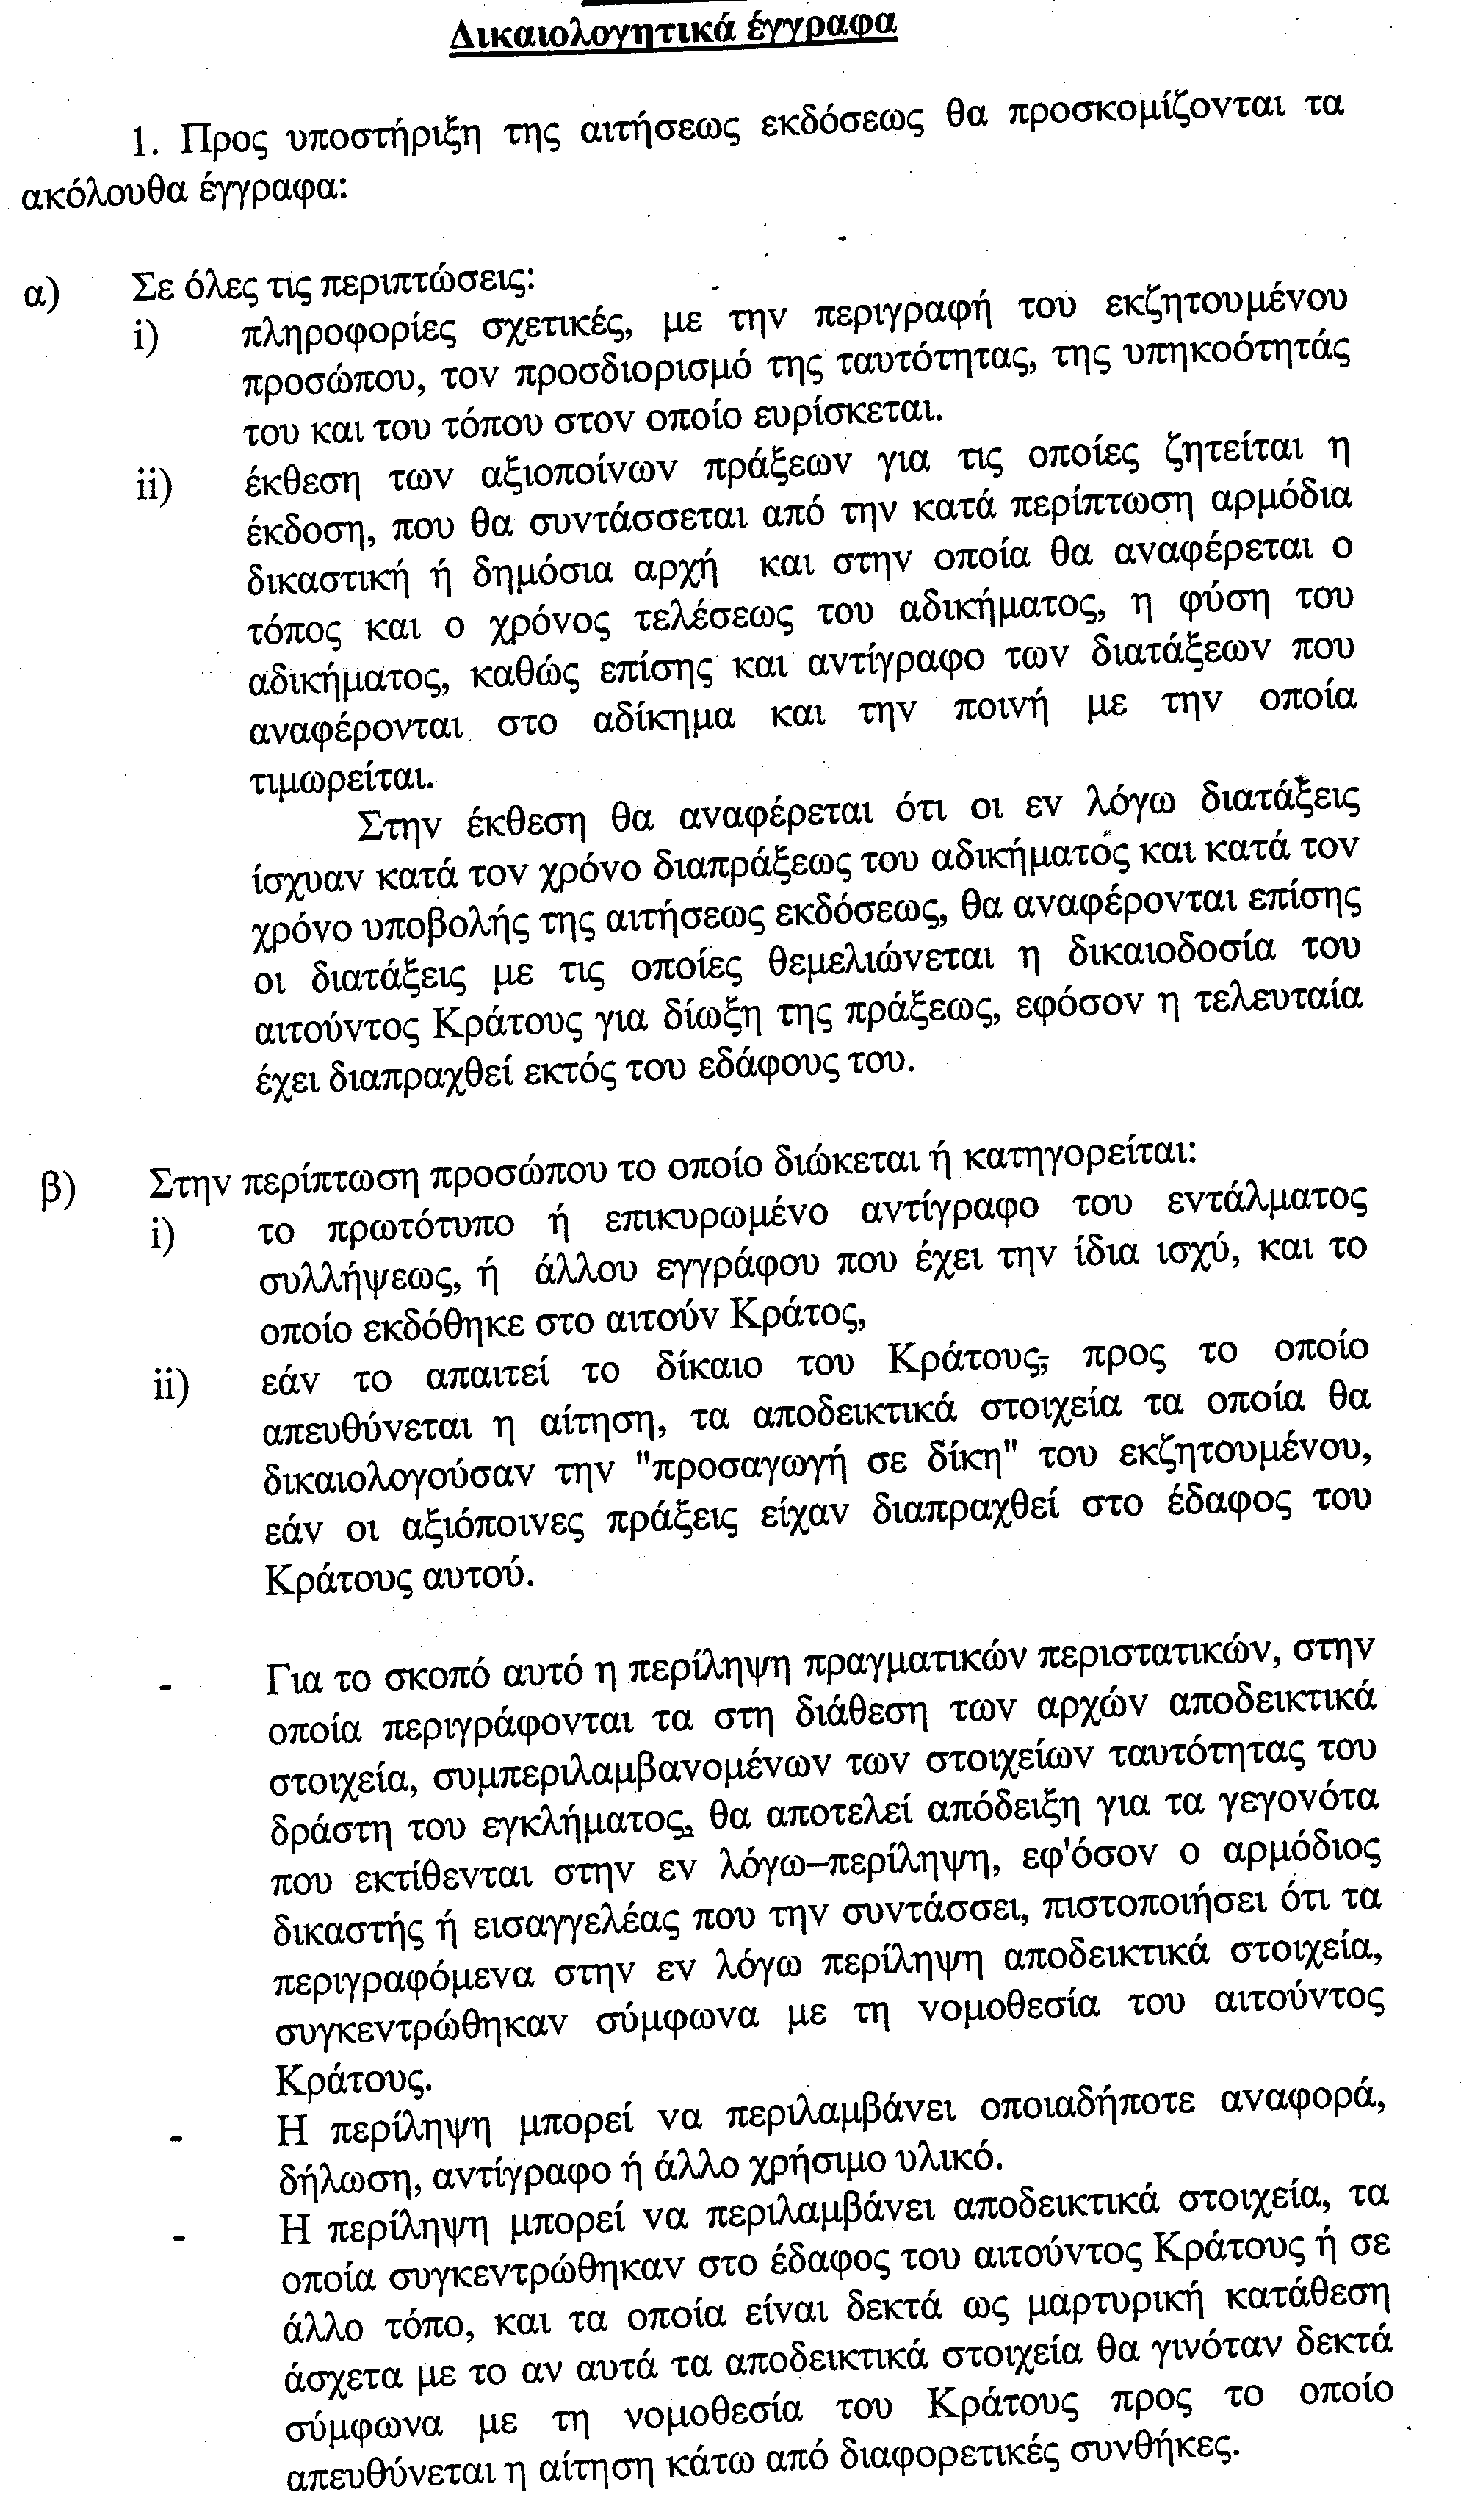 Δικαιολογητικά έγγραφα
1. Προς υποστήριξη της αιτήσεως εκδόσεως θα προσκομίζονται τα
ακόλουθα έγγραφα:
α) Σε όλες τις περιπτώσεις:
i) πληροφορίες σχετικές, με την περιγραφή του εκζητουμένου
προσώπου, τον προσδιορισμό της ταυτότητας, της υπηκοότητάς
του και του τόπου στον οποίο ευρίσκεται.
ii) έκθεση των αξιοποίνων πράξεων για τις οποίες ζητείται η
έκδοση, που θα συντάσσεται από την κατά περίπτωση αρμόδια
δικαστική ή δημόσια αρχή και στην οποία θα αναφέρεται ο
τόπος και ο χρόνος τελέσεως του αδικήματος, η φύση του
αδικήματος, καθώς επίσης και αντίγραφο των διατάξεων που
αναφέρονται στο αδίκημα και την ποινή με την οποία
τιμωρείται.
Στην έκθεση θα αναφέρεται ότι οι εν λόγω διατάξεις
ίσχυαν κατά τον χρόνο διαπράξεως του αδικήματος και κατά τον
χρόνο υποβολής της αιτήσεως εκδόσεως, θα αναφέρονται επίσης
οι διατάξεις με τις οποίες θεμελιώνεται η δικαιοδοσία του
αιτούντος Κράτους για δίωξη της πράξεως, εφόσον η τελευταία
έχει διαπραχθεί εκτός του εδάφους του.
β) Στην περίπτωση προσώπου το οποίο διώκεται ή κατηγορείται:
i) το πρωτότυπο ή επικυρωμένο αντίγραφο του εντάλματος
συλλήψεως, ή άλλου εγγράφου που έχει την ίδια ισχύ, και το
οποίο εκδόθηκε στο αιτούν Κράτος,
ii) εάν το απαιτεί το δίκαιο του Κράτους, προς το οποίο
απευθύνεται η αίτηση, τα αποδεικτικά στοιχεία τα οποία θα
δικαιολογούσαν την "προσαγωγή σε δίκη" του εκζητουμένου,
εάν οι αξιόποινες πράξεις είχαν διαπραχθεί στο έδαφος του
Κράτους αυτού.
- Για το σκοπό αυτό η περίληψη πραγματικών περιστατικών, στην
οποία περιγράφονται τα στη διάθεση των αρχών αποδεικτικά
στοιχεία, συμπεριλαμβανομένων των στοιχείων ταυτότητας του
δράστη του εγκλήματος, θα αποτελεί απόδειξη για τα γεγονότα
που εκτίθενται στην εν λόγω–περίληψη, εφ'όσον ο αρμόδιος
δικαστής ή εισαγγελέας που την συντάσσει, πιστοποιήσει ότι τα
περιγραφόμενα στην εν λόγω περίληψη αποδεικτικά στοιχεία,
συγκεντρώθηκαν σύμφωνα με τη νομοθεσία του αιτούντος
Κράτους.
- Η περίληψη μπορεί να περιλαμβάνει οποιαδήποτε αναφορά,
δήλωση, αντίγραφο ή άλλο χρήσιμο υλικό.
- Η περίληψη μπορεί να περιλαμβάνει αποδεικτικά στοιχεία, τα
οποία συγκεντρώθηκαν στο έδαφος του αιτούντος Κράτους ή σε
άλλο τόπο, και τα οποία είναι δεκτά ως μαρτυρική κατάθεση
άσχετα με το αν αυτά τα αποδεικτικά στοιχεία θα γινόταν δεκτά
σύμφωνα με τη νομοθεσία του Κράτους προς το οποίο
απευθύνεται η αίτηση κάτω από διαφορετικές συνθήκες.